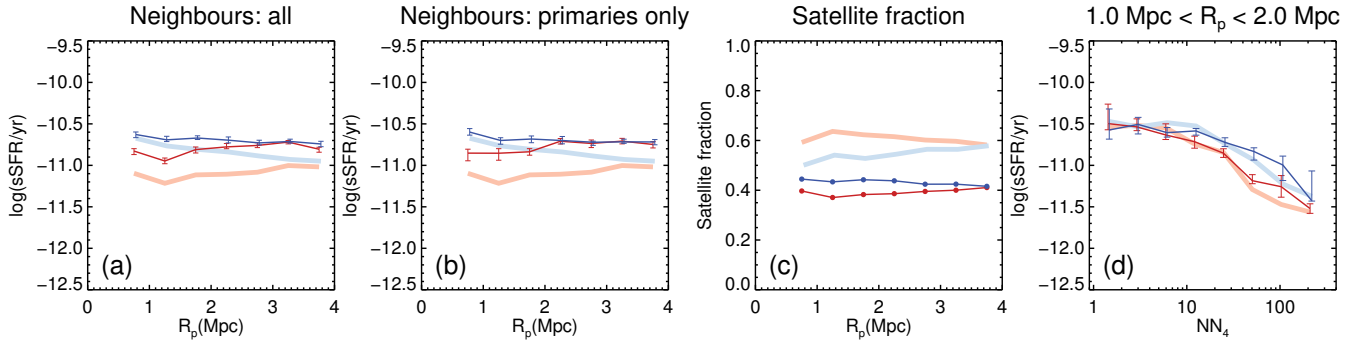 Neighbours: all
Neighbours: primaries only
Satellite fraction
1.0 Mpc < Rₚ < 2.0 Mpc
log(sSFR/yr)
−9.5
−10.0
−10.5
−11.0
−11.5
−12.0
−12.5
(a)
0 1 2 3 4
Rₚ(Mpc)
log(sSFR/yr)
−9.5
−10.0
−10.5
−11.0
−11.5
−12.0
−12.5
(b)
0 1 2 3 4
Rₚ(Mpc)
Satellite fraction
1.0
0.8
0.6
0.4
0.2
0.0
(c)
0 1 2 3 4
Rₚ(Mpc)
log(sSFR/yr)
−9.5
−10.0
−10.5
−11.0
−11.5
−12.0
−12.5
(d)
1 10 100
NN₄